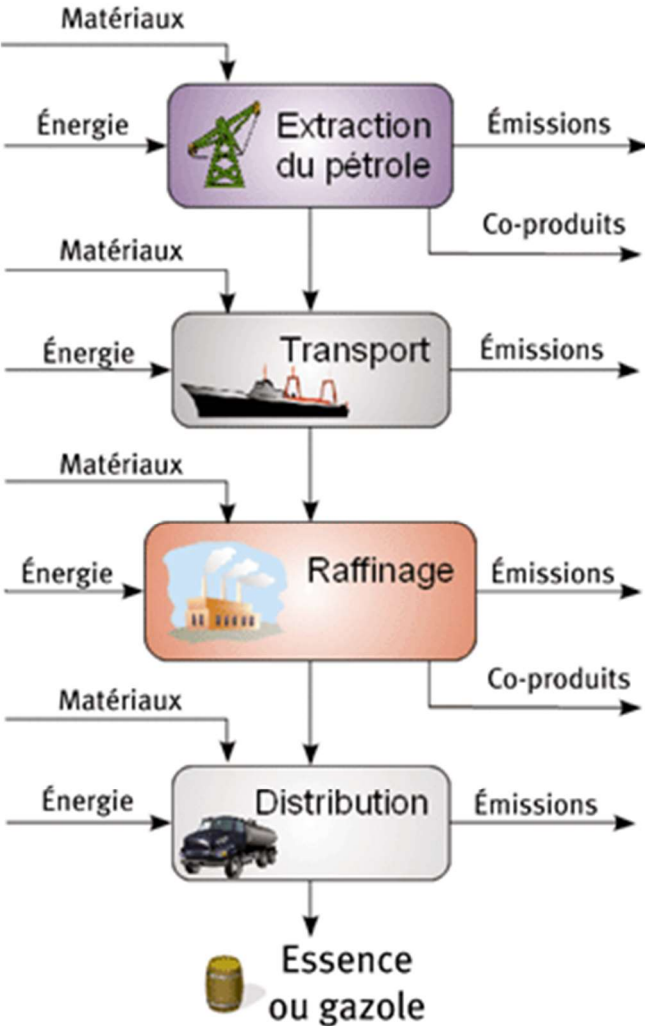 Matériaux
Énergie
Extraction
du pétrole
Émissions
Co-produits
Matériaux
Énergie
Transport
Émissions
Matériaux
Énergie
Raffinage
Émissions
Co-produits
Matériaux
Énergie
Distribution
Émissions
Essence
ou gazole